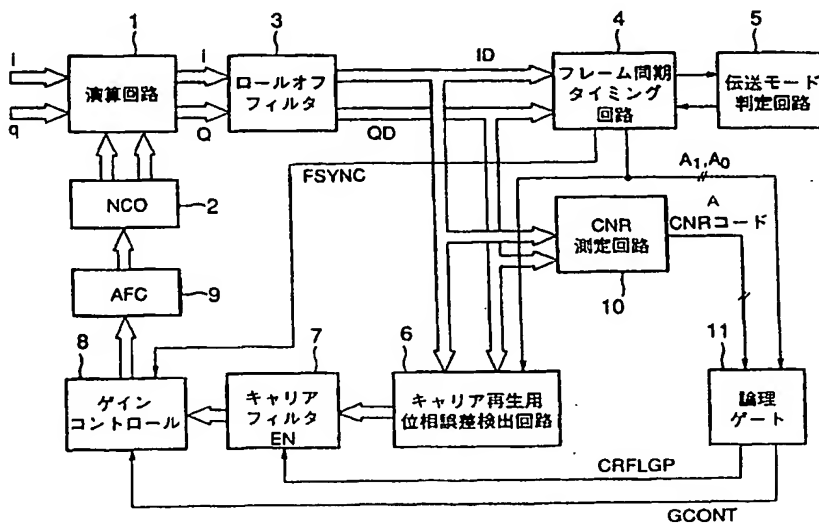 1
3
4
5
I
I
ID
演算回路
ロールオフ
フィルタ
フレーム同期
タイミング
回路
伝送モード
判定回路
q
Q
QD
FSYNC
A1,A0
NCO
2
A
CNR
測定回路
CNRコード
AFC
9
10
8
7
6
11
ゲイン
コントロール
キャリア
フィルタ
EN
キャリア再生用
位相誤差検出回路
論理
ゲート
CRFLGP
GCONT